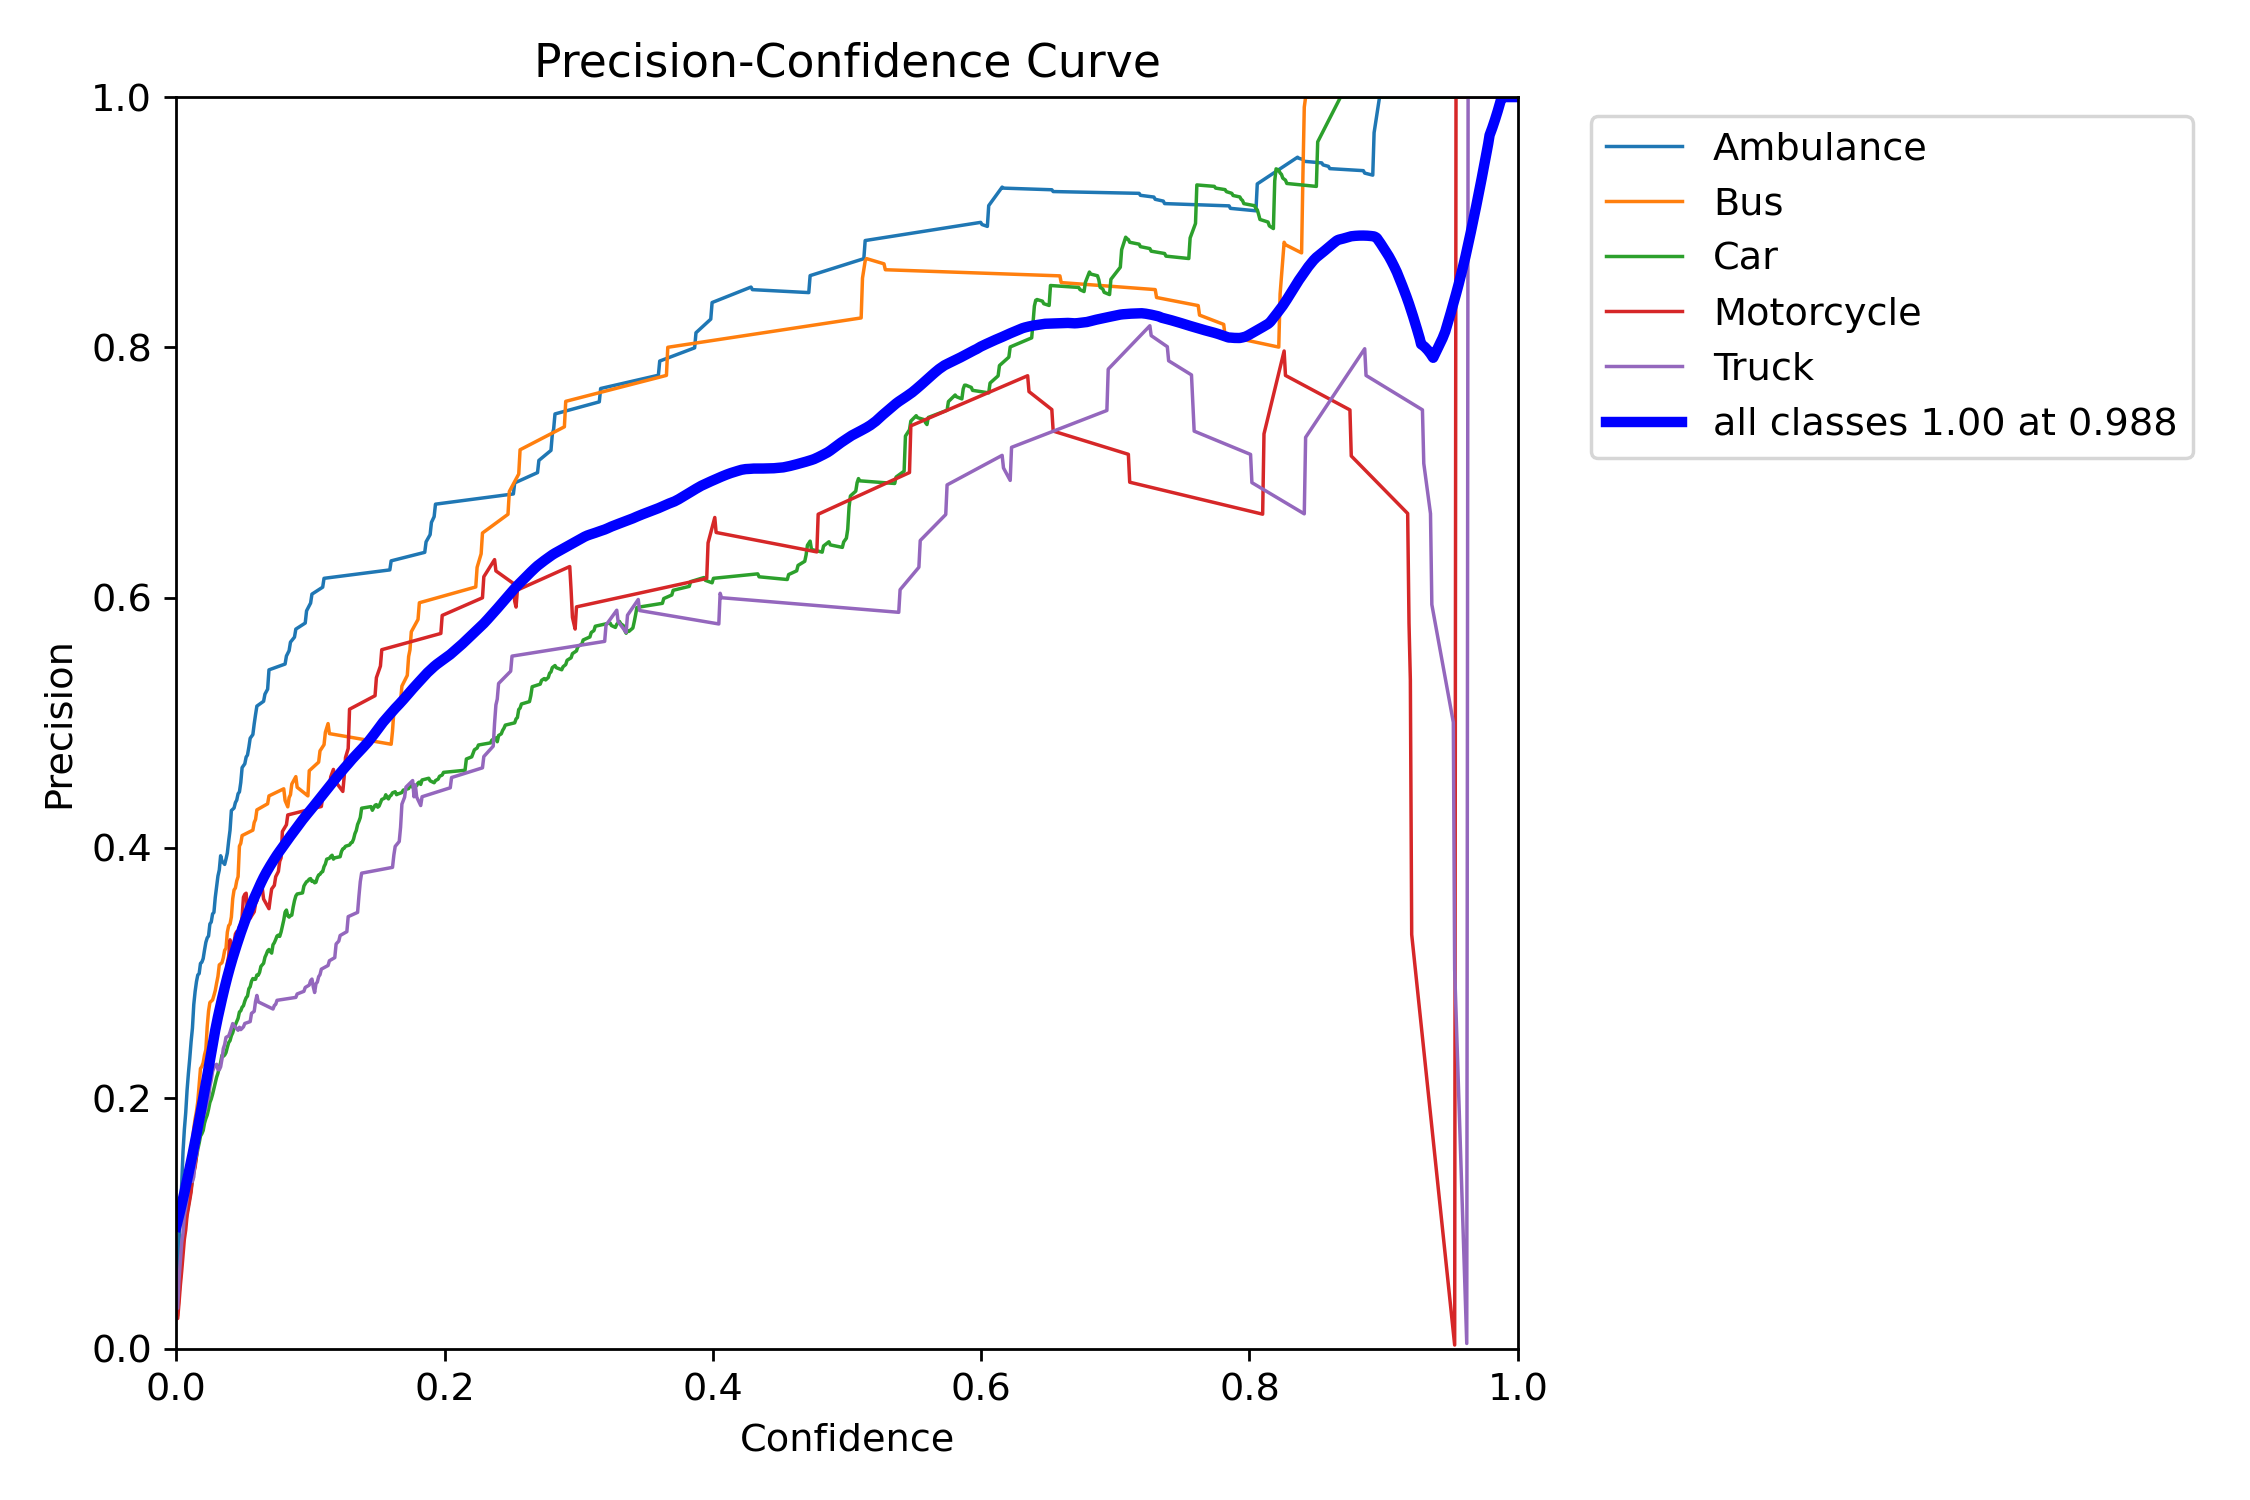 Precision-Confidence Curve
1.0
0.8
0.6
0.4
0.2
0.0
Precision
0.0 0.2 0.4 0.6 0.8 1.0
Confidence
Ambulance
Bus
Car
Motorcycle
Truck
all classes 1.00 at 0.988